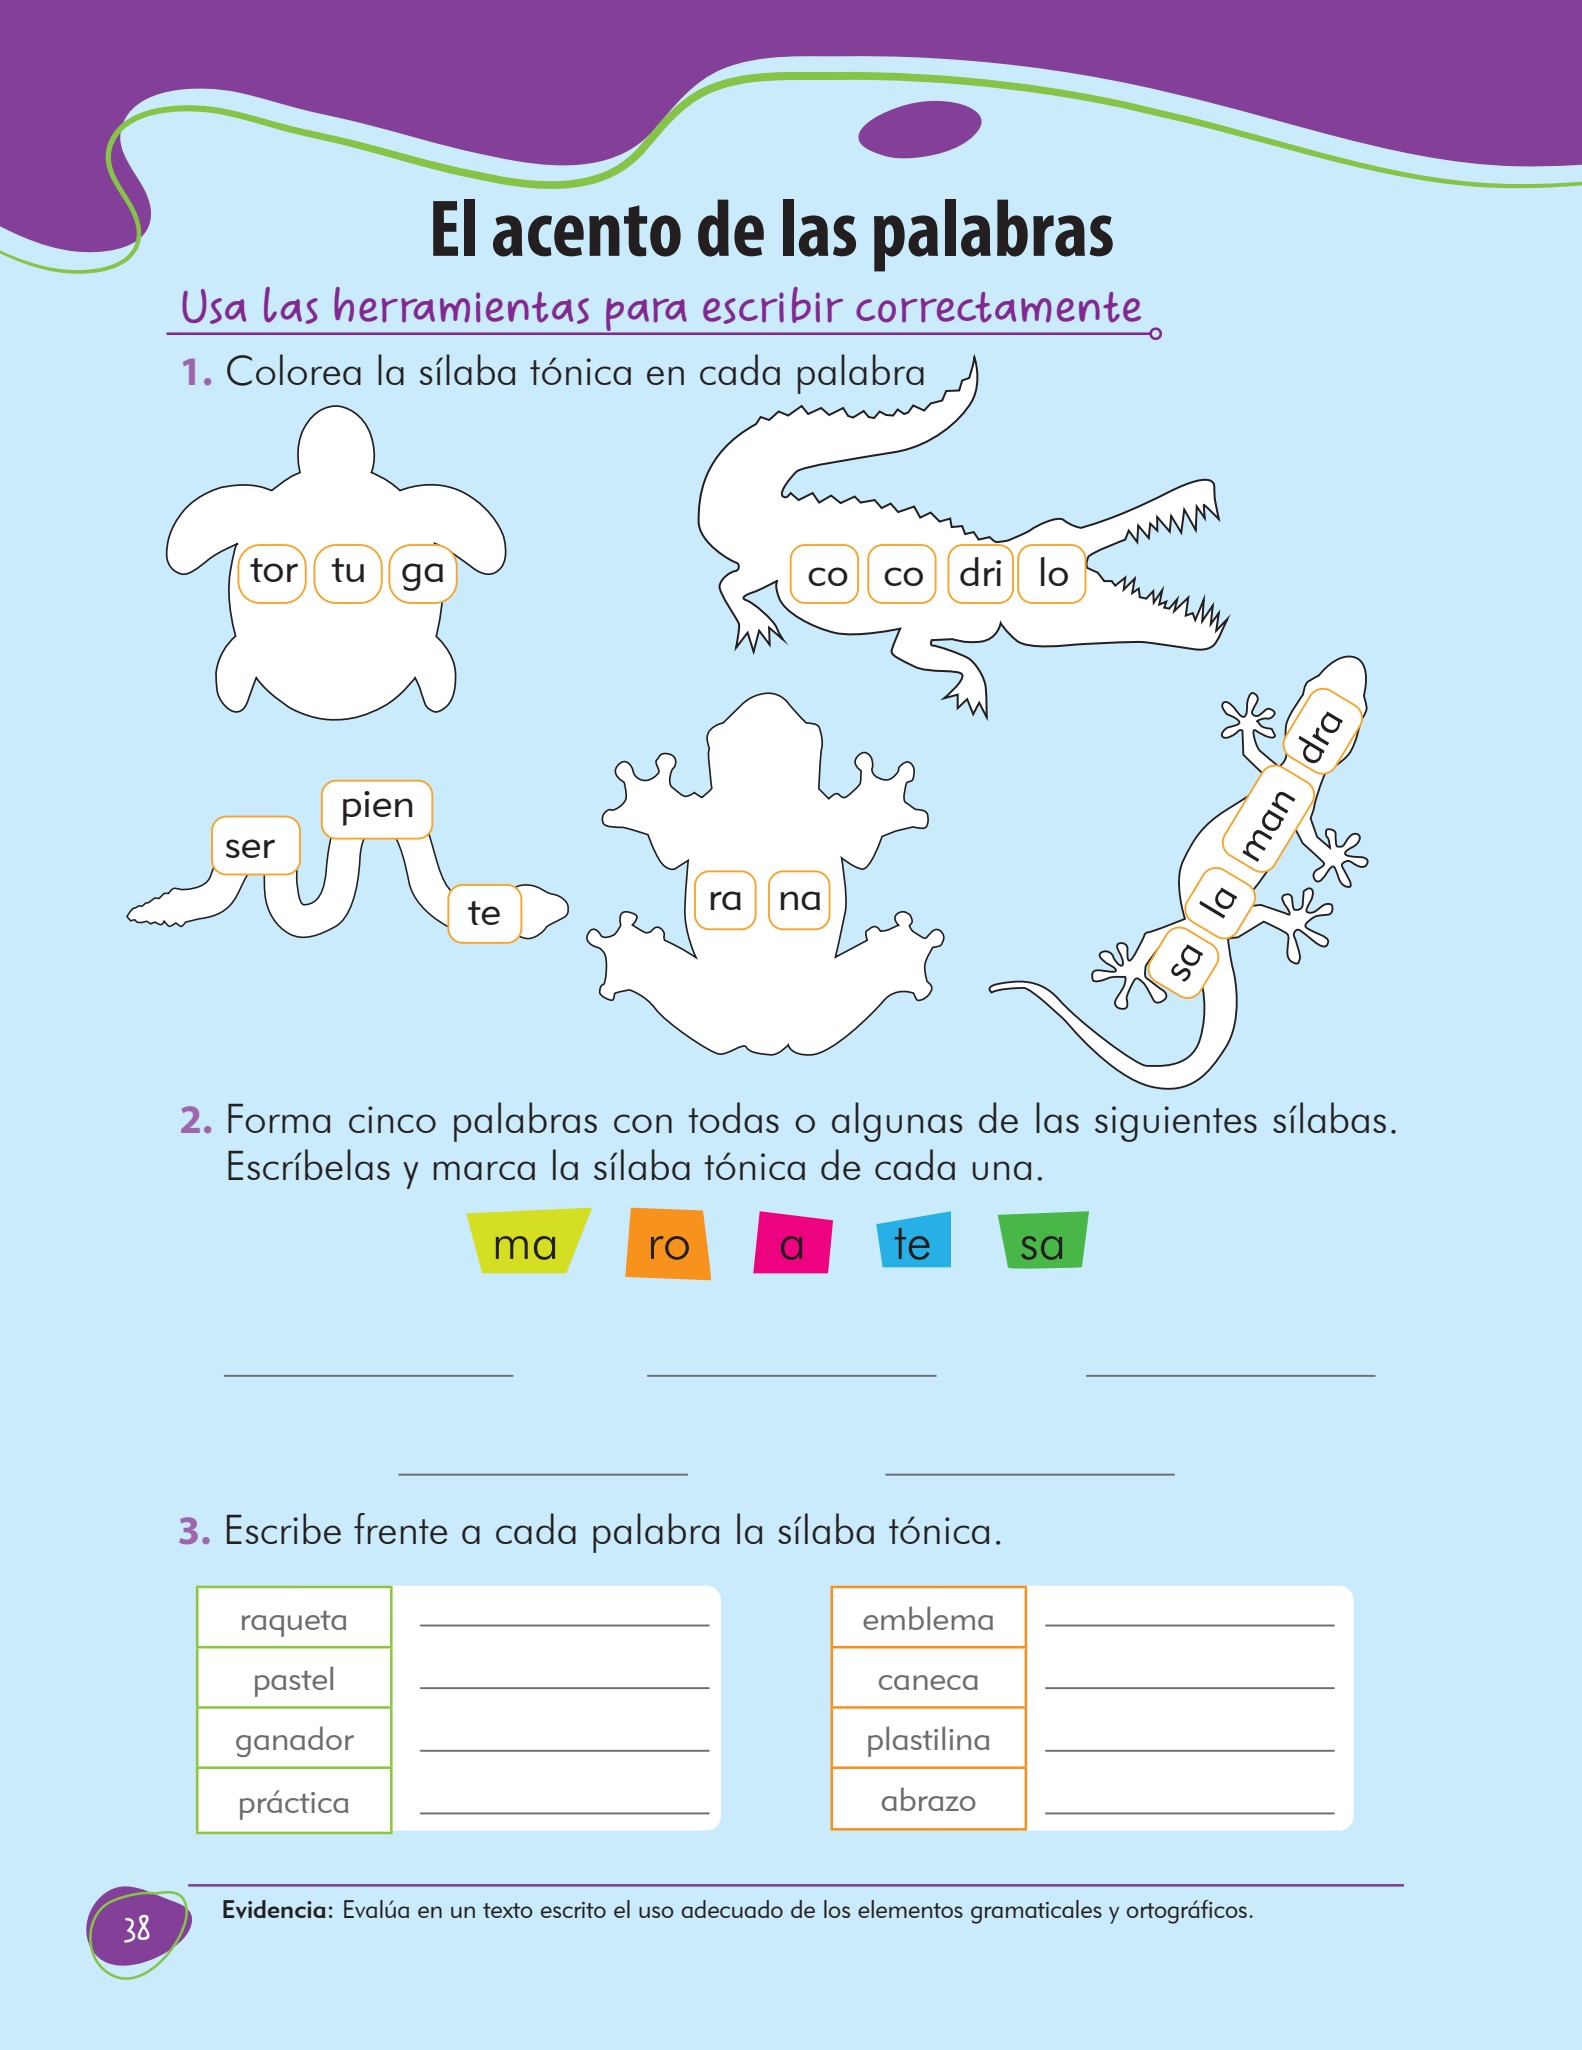 El acento de las palabras
Usa las herramientas para escribir correctamente
1. Colorea la sílaba tónica en cada palabra
tor tu ga
co co dri lo
ser pien te
ra na
sa la man dra
2. Forma cinco palabras con todas o algunas de las siguientes sílabas.
Escríbelas y marca la sílaba tónica de cada una.
ma ro a te sa
3. Escribe frente a cada palabra la sílaba tónica.
raqueta
pastel
ganador
práctica
emblema
caneca
plastilina
abrazo
Evidencia: Evalúa en un texto escrito el uso adecuado de los elementos gramaticales y ortográficos.
38